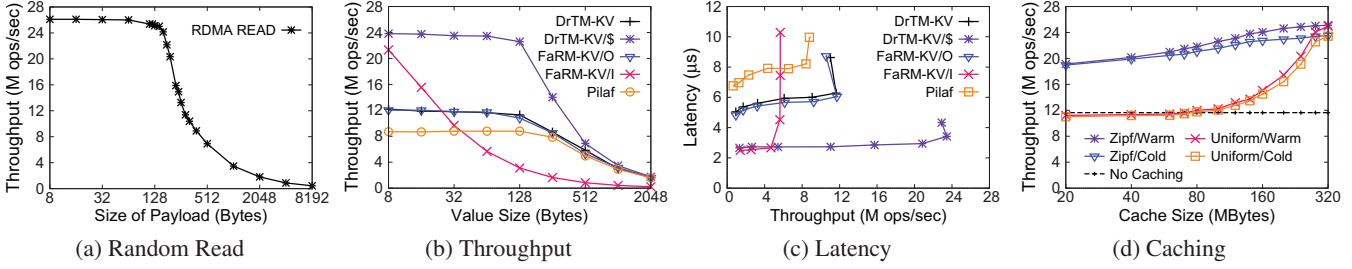 Throughput (M ops/sec)
28
24
20
16
12
8
4
0
RDMA READ
8 32 128 512 2048 8192
Size of Payload (Bytes)
(a) Random Read
Throughput (M ops/sec)
28
24
20
16
12
8
4
0
DrTM-KV
DrTM-KV/$
FaRM-KV/O
FaRM-KV/I
Pilaf
8 32 128 512 2048
Value Size (Bytes)
(b) Throughput
Latency (μs)
12
10
8
6
4
2
0
DrTM-KV
DrTM-KV/$
FaRM-KV/O
FaRM-KV/I
Pilaf
0 4 8 12 16 20 24 28
Throughput (M ops/sec)
(c) Latency
Throughput (M ops/sec)
28
24
20
16
12
8
4
0
Zipf/Warm Uniform/Warm
Zipf/Cold Uniform/Cold
No Caching
20 40 80 160 320
Cache Size (MBytes)
(d) Caching